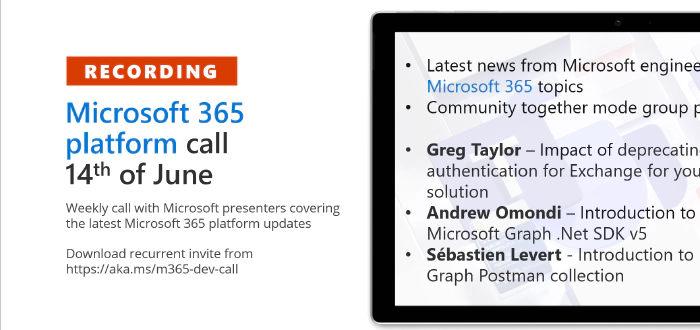 RECORDING
Microsoft 365
platform call
14th of June
Weekly call with Microsoft presenters covering
the latest Microsoft 365 platform updates
Download recurrent invite from
https://aka.ms/m365-dev-call
• Latest news from Microsoft enginee
Microsoft 365 topics
• Community together mode group p
• Greg Taylor – Impact of deprecatin
authentication for Exchange for you
solution
• Andrew Omondi – Introduction to
Microsoft Graph .Net SDK v5
• Sébastien Levert - Introduction to
Graph Postman collection